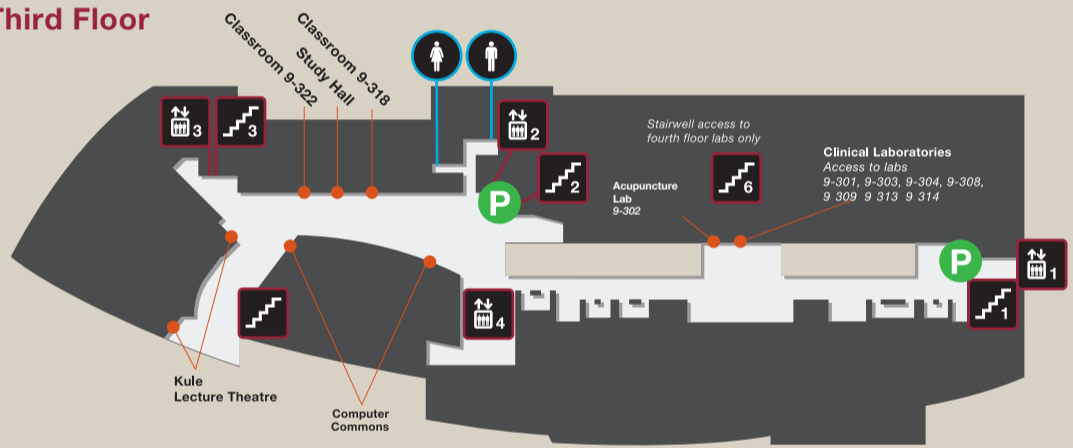 Third Floor
Classroom 9-322
Study Hall
Classroom 9-318
3
3
2
2
P
Stairwell access to
fourth floor labs only
6
Acupuncture
Lab
9-302
Clinical Laboratories
Access to labs
9-301, 9-303, 9-304, 9-308,
9 309 9 313 9 314
P
1
1
4
Kule
Lecture Theatre
Computer
Commons